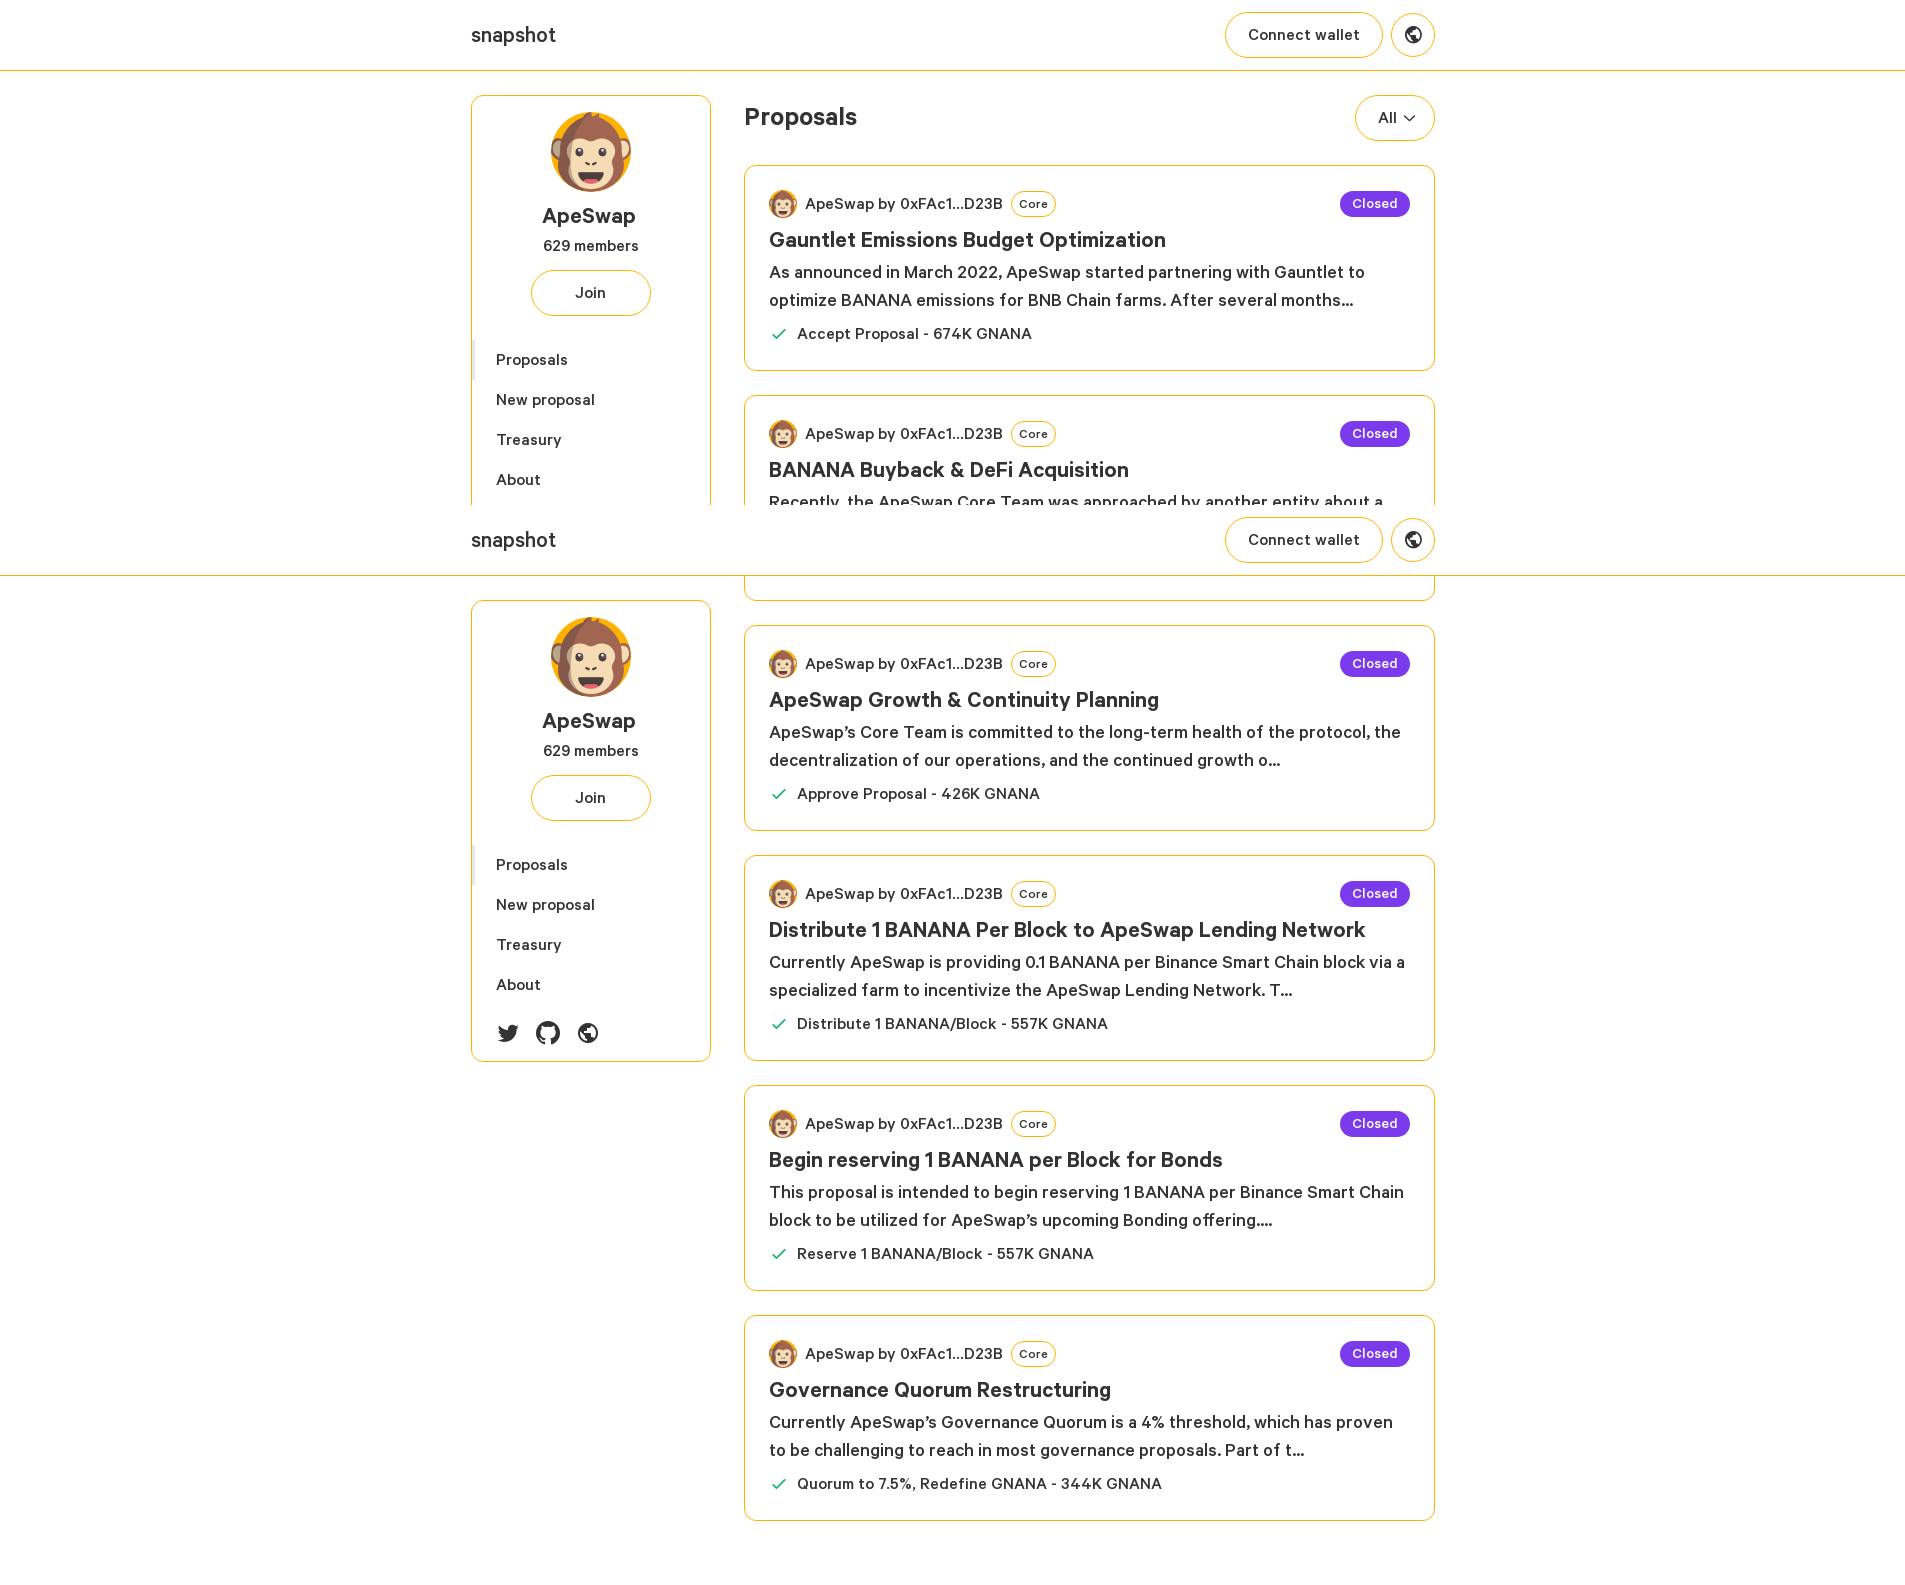 snapshot
Connect wallet
ApeSwap
629 members
Join
Proposals
New proposal
Treasury
About
Proposals
All
ApeSwap by 0xFAc1...D23B Core Closed
Gauntlet Emissions Budget Optimization
As announced in March 2022, ApeSwap started partnering with Gauntlet to
optimize BANANA emissions for BNB Chain farms. After several months...
Accept Proposal - 674K GNANA
ApeSwap by 0xFAc1...D23B Core Closed
BANANA Buyback & DeFi Acquisition
Recently, the ApeSwap Core Team was approached by another entity about a
snapshot
Connect wallet
ApeSwap
629 members
Join
Proposals
New proposal
Treasury
About
ApeSwap by 0xFAc1...D23B Core Closed
ApeSwap Growth & Continuity Planning
ApeSwap’s Core Team is committed to the long-term health of the protocol, the
decentralization of our operations, and the continued growth o...
Approve Proposal - 426K GNANA
ApeSwap by 0xFAc1...D23B Core Closed
Distribute 1 BANANA Per Block to ApeSwap Lending Network
Currently ApeSwap is providing 0.1 BANANA per Binance Smart Chain block via a
specialized farm to incentivize the ApeSwap Lending Network. T...
Distribute 1 BANANA/Block - 557K GNANA
ApeSwap by 0xFAc1...D23B Core Closed
Begin reserving 1 BANANA per Block for Bonds
This proposal is intended to begin reserving 1 BANANA per Binance Smart Chain
block to be utilized for ApeSwap’s upcoming Bonding offering....
Reserve 1 BANANA/Block - 557K GNANA
ApeSwap by 0xFAc1...D23B Core Closed
Governance Quorum Restructuring
Currently ApeSwap’s Governance Quorum is a 4% threshold, which has proven
to be challenging to reach in most governance proposals. Part of t...
Quorum to 7.5%, Redefine GNANA - 344K GNANA